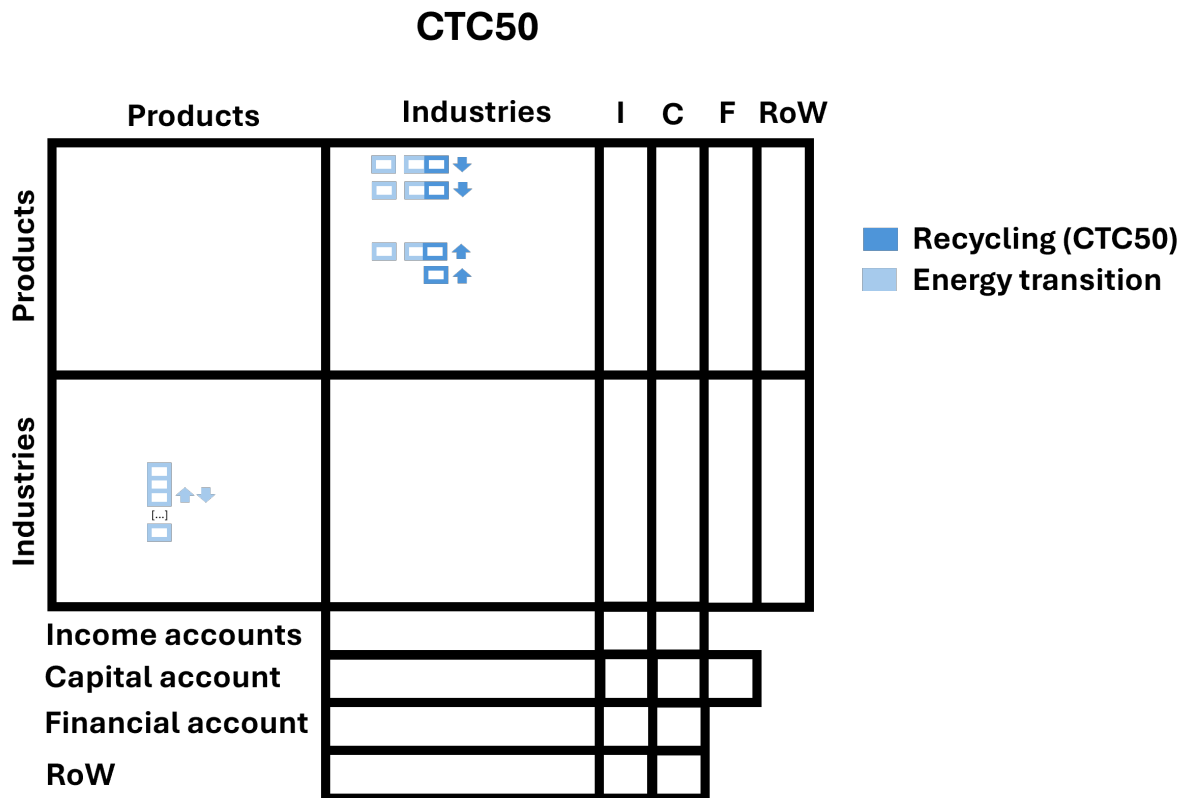 CTC50
Products
Industries
I
C
F
RoW
Products
Recycling (CTC50)
Energy transition
Industries
[...]
Income accounts
Capital account
Financial account
RoW